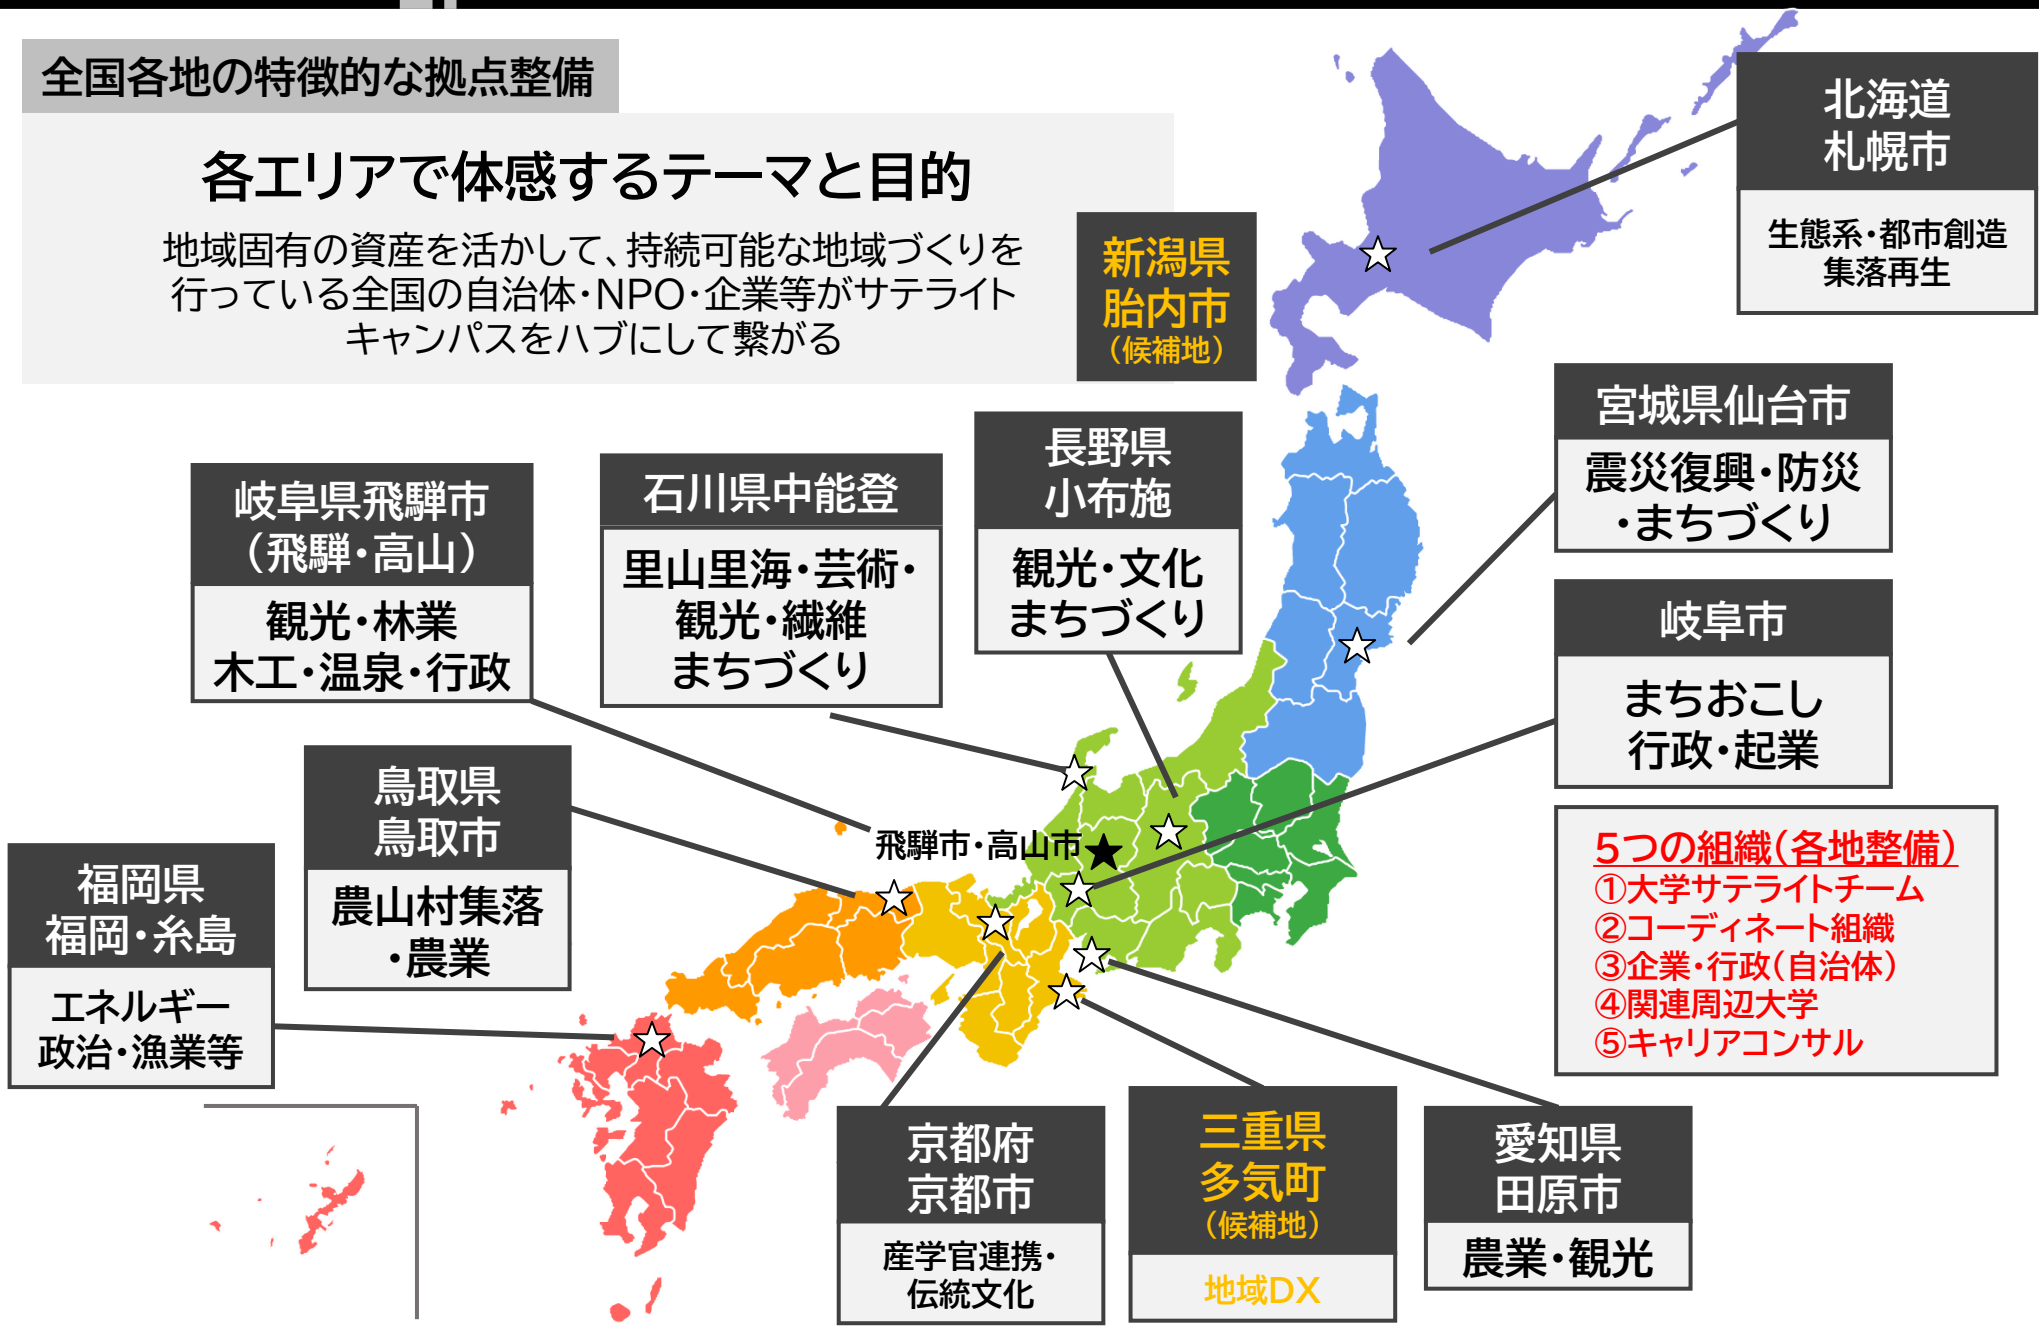 全国各地の特徴的な拠点整備
各エリアで体感するテーマと目的
地域固有の資産を活かして、持続可能な地域づくりを
行っている全国の自治体・NPO・企業等がサテライト
キャンパスをハブにして繋がる
新潟県
胎内市
（候補地）
北海道
札幌市
生態系・都市創造
集落再生
宮城県仙台市
震災復興・防災
・まちづくり
長野県
小布施
観光・文化
まちづくり
石川県中能登
里山里海・芸術・
観光・繊維
まちづくり
岐阜県飛騨市
（飛騨・高山）
観光・林業
木工・温泉・行政
岐阜市
まちおこし
行政・起業
鳥取県
鳥取市
農山村集落
・農業
飛騨市・高山市
福岡県
福岡・糸島
エネルギー
政治・漁業等
5つの組織（各地整備）
①大学サテライトチーム
②コーディネート組織
③企業・行政（自治体）
④関連周辺大学
⑤キャリアコンサル
京都府
京都市
産学官連携・
伝統文化
三重県
多気町
（候補地）
地域DX
愛知県
田原市
農業・観光